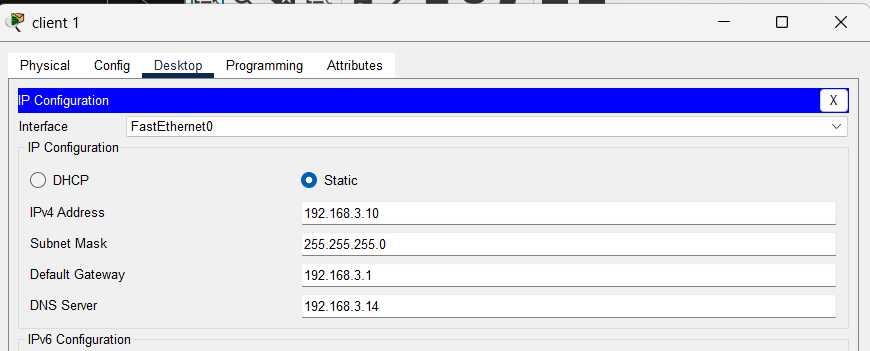 client 1
Physical Config Desktop Programming Attributes
IP Configuration X
Interface FastEthernet0
IP Configuration
DHCP Static
IPv4 Address 192.168.3.10
Subnet Mask 255.255.255.0
Default Gateway 192.168.3.1
DNS Server 192.168.3.14
IPv6 Configuration